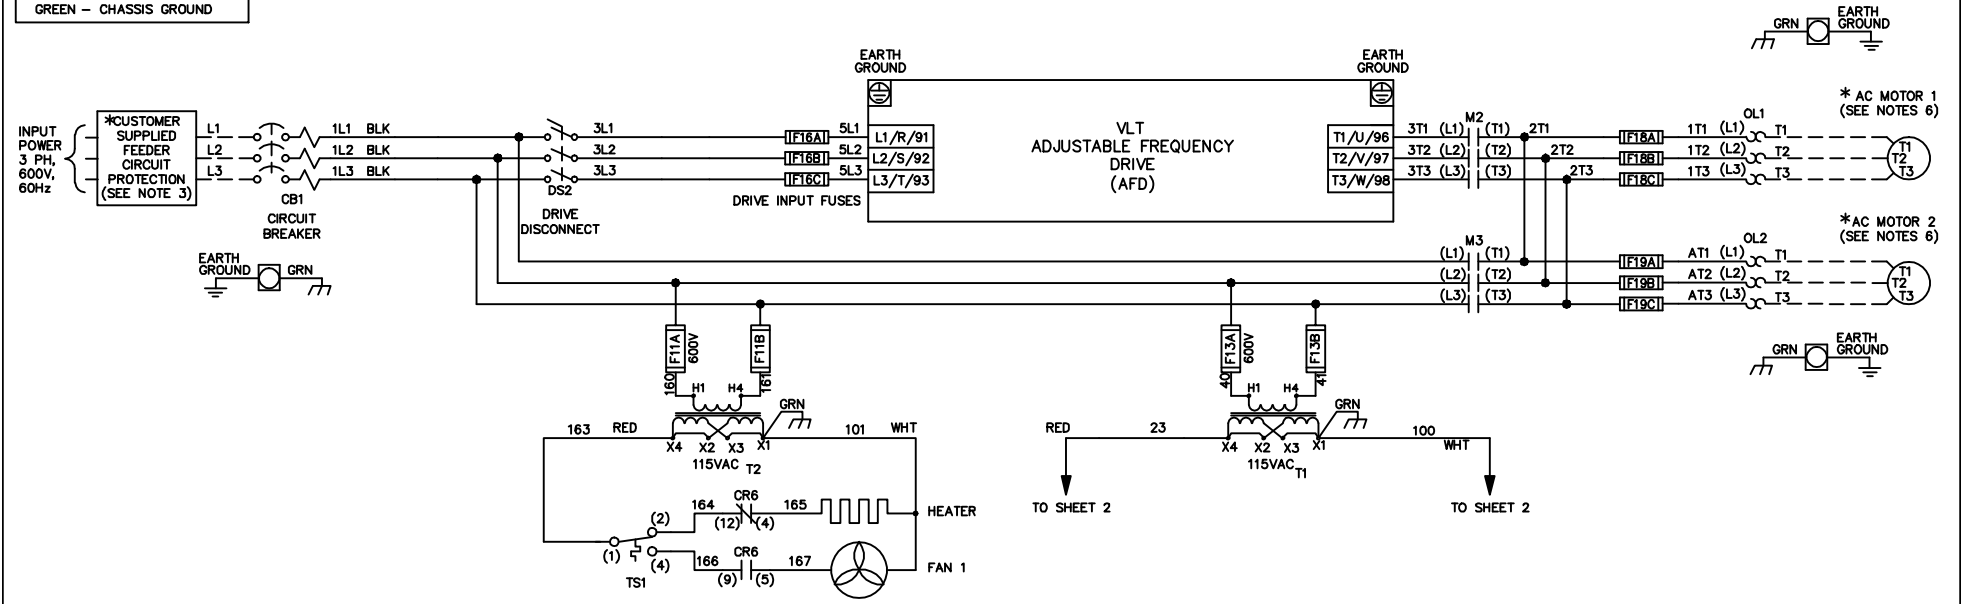 GREEN – CHASSIS GROUND
INPUT
POWER
3 PH,
600V,
60Hz
*CUSTOMER
SUPPLIED
FEEDER
CIRCUIT
PROTECTION
(SEE NOTE 3)
L1
L2
L3
CB1
CIRCUIT
BREAKER
1L1 BLK
1L2 BLK
1L3 BLK
EARTH
GROUND
GRN
DS2
DRIVE
DISCONNECT
3L1
3L2
3L3
F16A
F16B
F16C
DRIVE INPUT FUSES
5L1
5L2
5L3
EARTH
GROUND
L1/R/91
L2/S/92
L3/T/93
VLT
ADJUSTABLE FREQUENCY
DRIVE
(AFD)
EARTH
GROUND
T1/U/96
T2/V/97
T3/W/98
3T1 (L1)
3T2 (L2)
3T3 (L3)
M2
(T1)
(T2)
(T3)
2T1
2T2
2T3
F18A
F18B
F18C
1T1 (L1)
1T2 (L2)
1T3 (L3)
OL1
T1
T2
T3
* AC MOTOR 1
(SEE NOTES 6)
T1
T2
T3
GRN
EARTH
GROUND
M3
(L1) (T1)
(L2) (T2)
(L3) (T3)
F19A
F19B
F19C
AT1 (L1)
AT2 (L2)
AT3 (L3)
OL2
T1
T2
T3
*AC MOTOR 2
(SEE NOTES 6)
T1
T2
T3
GRN
EARTH
GROUND
F11A
600V
F11B
160
161
H1 H4
GRN
163 RED
101 WHT
X4 X2 X3 X1
115VAC T2
CR6
164 165
(12) (4)
HEATER
(2)
(1)
(4)
TS1
CR6
166 167
(9) (5)
FAN 1
F13A
600V
F13B
40
41
H1 H4
GRN
RED 23
100
WHT
X4 X2 X3 X1
115VAC T1
TO SHEET 2
TO SHEET 2